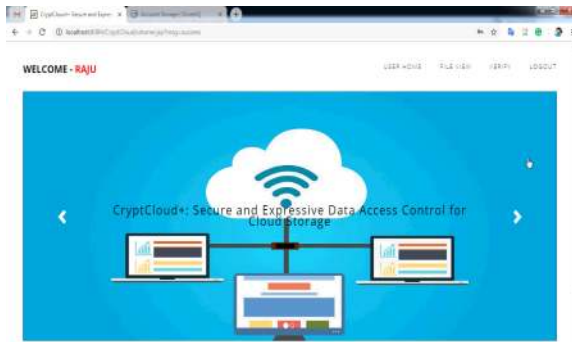 WELCOME - RAJU
USER HOME
FILE VIEW
VERIFY
LOGOUT
CryptCloud+: Secure and Expressive Data Access Control for
Cloud Storage